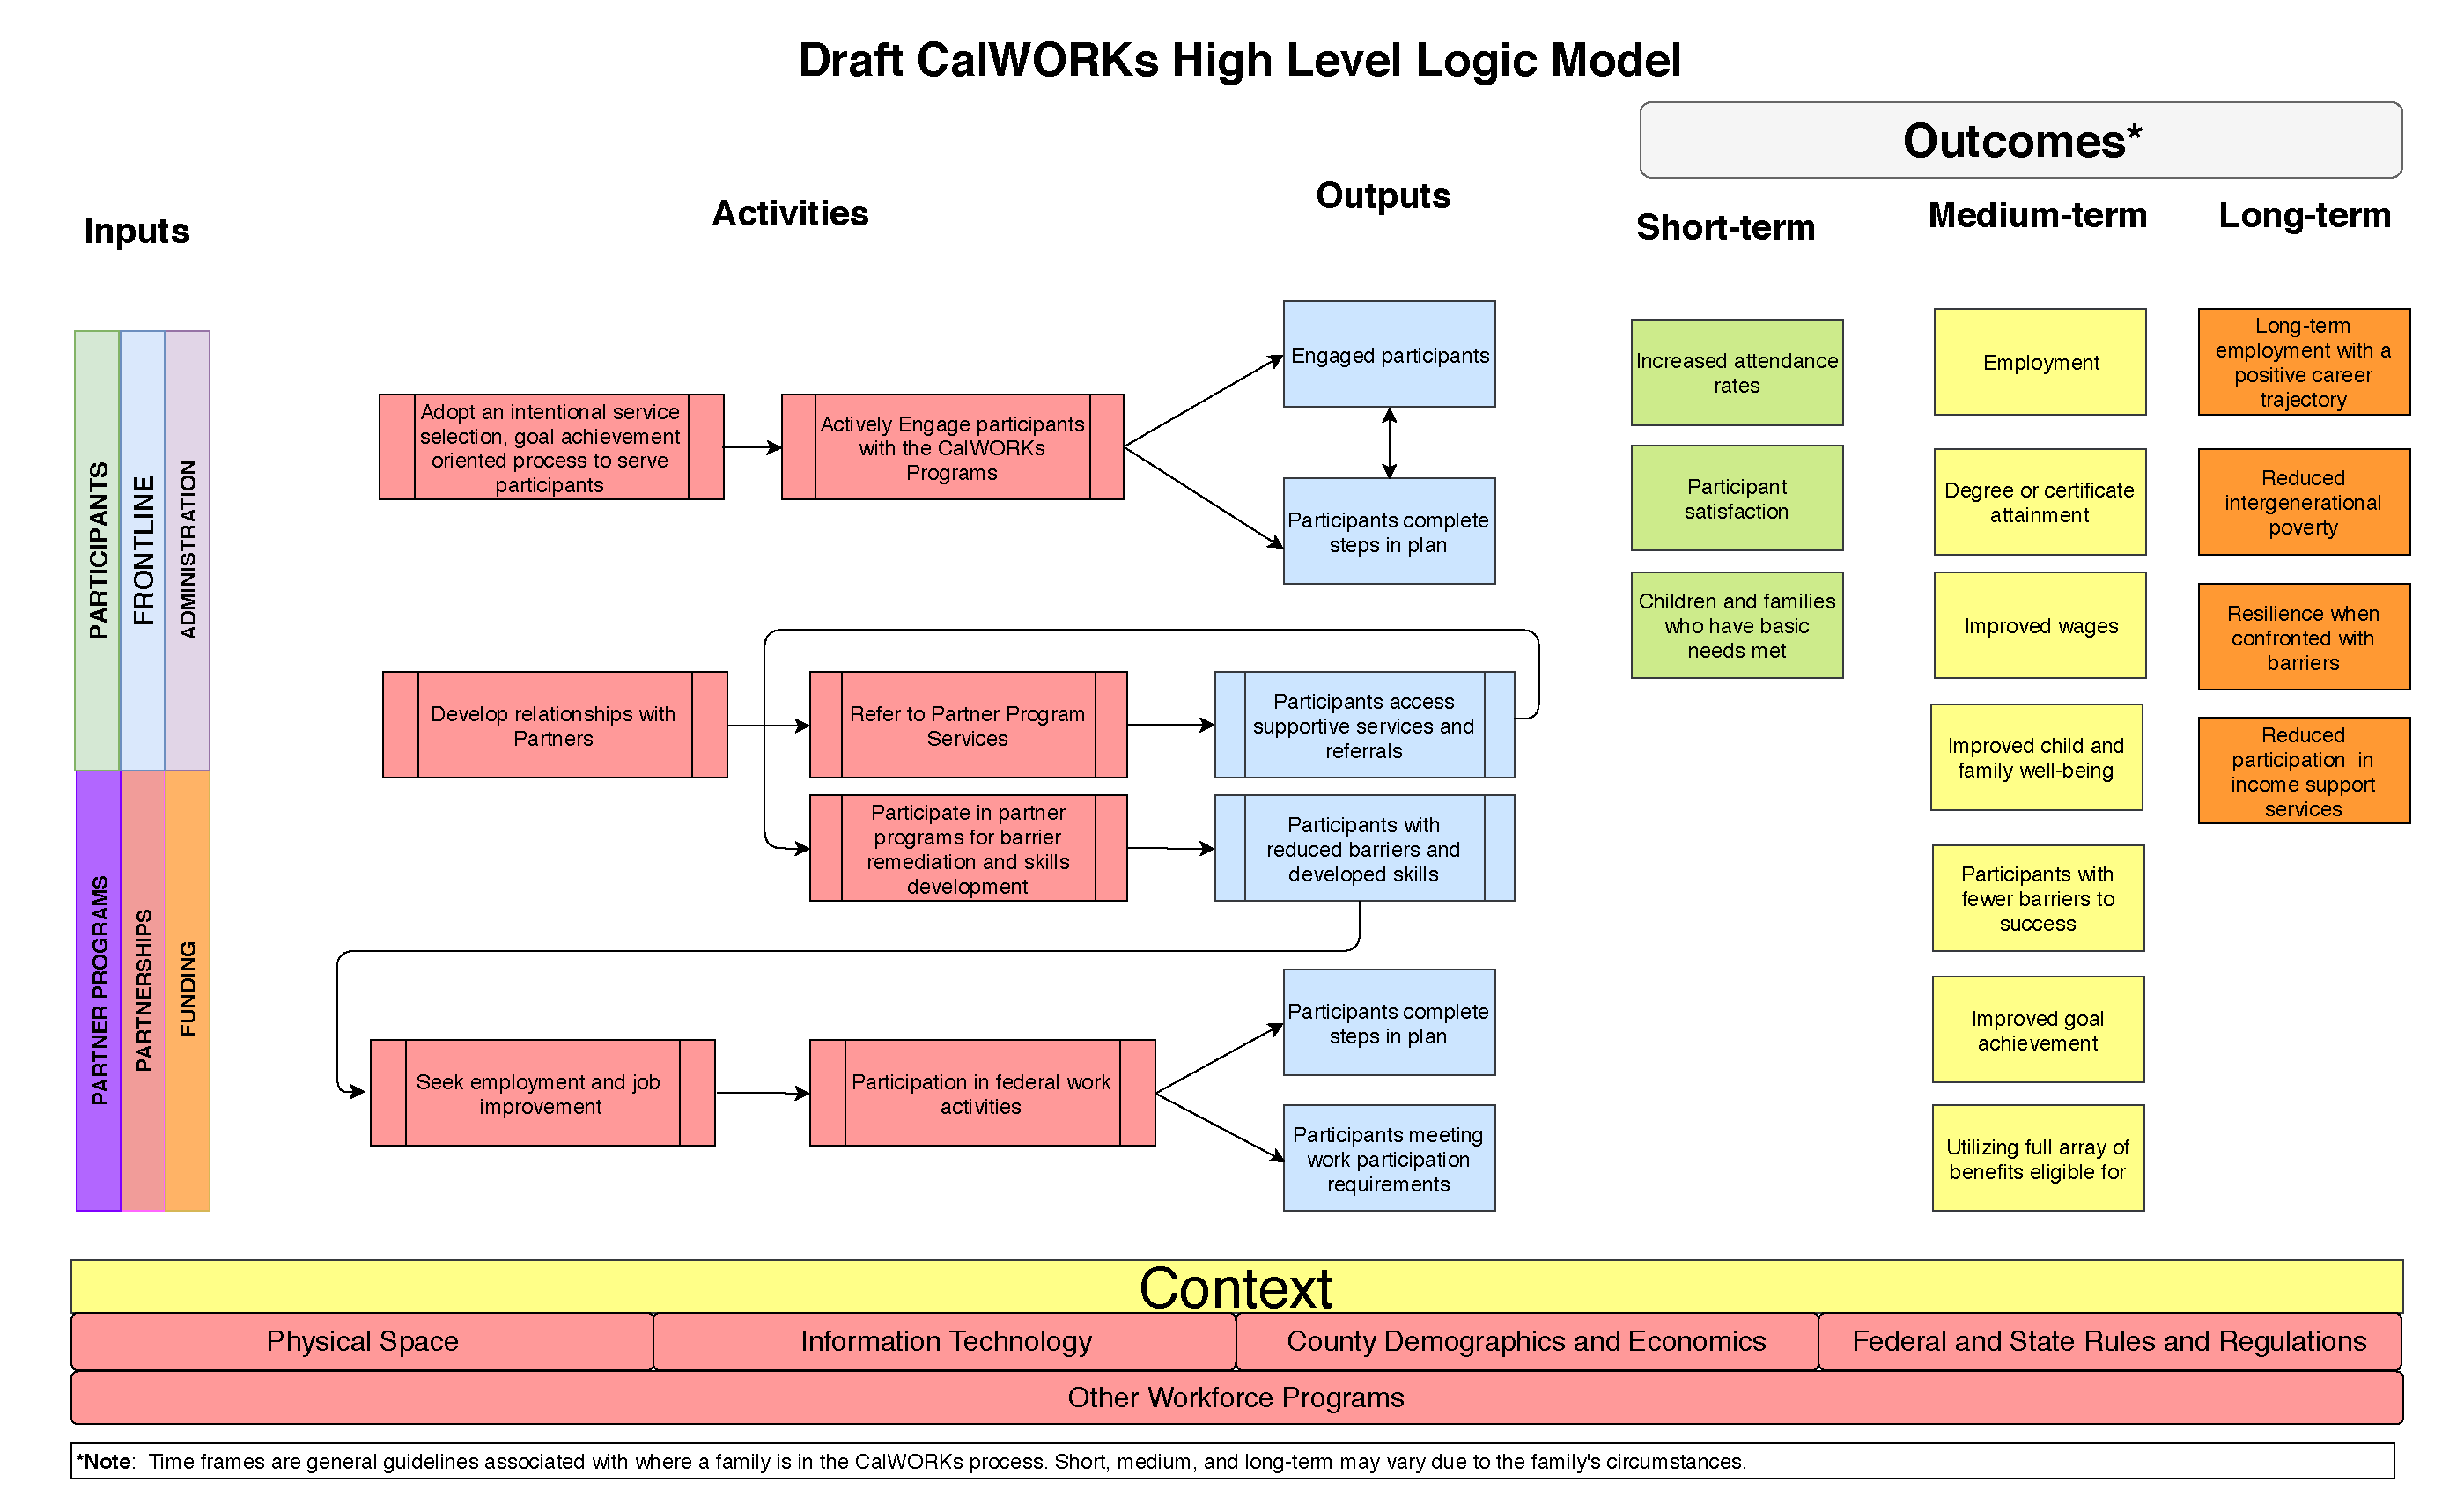 Draft CalWORKs High Level Logic Model
Outcomes*
Inputs
Activities
Outputs
Short-term
Medium-term
Long-term
PARTICIPANTS
FRONTLINE
ADMINISTRATION
PARTNER PROGRAMS
PARTNERSHIPS
FUNDING
Adopt an intentional service
selection, goal achievement
oriented process to serve
participants
Actively Engage participants
with the CalWORKs
Programs
Engaged participants
Participants complete
steps in plan
Develop relationships with
Partners
Refer to Partner Program
Services
Participants access
supportive services and
referrals
Participate in partner
programs for barrier
remediation and skills
development
Participants with
reduced barriers and
developed skills
Seek employment and job
improvement
Participation in federal work
activities
Participants complete
steps in plan
Participants meeting
work participation
requirements
Increased attendance
rates
Participant
satisfaction
Children and families
who have basic
needs met
Employment
Degree or certificate
attainment
Improved wages
Improved child and
family well-being
Participants with
fewer barriers to
success
Improved goal
achievement
Utilizing full array of
benefits eligible for
Long-term
employment with a
positive career
trajectory
Reduced
intergenerational
poverty
Resilience when
confronted with
barriers
Reduced
participation in
income support
services
Context
Physical Space
Information Technology
County Demographics and Economics
Federal and State Rules and Regulations
Other Workforce Programs
*Note: Time frames are general guidelines associated with where a family is in the CalWORKs process. Short, medium, and long-term may vary due to the family's circumstances.